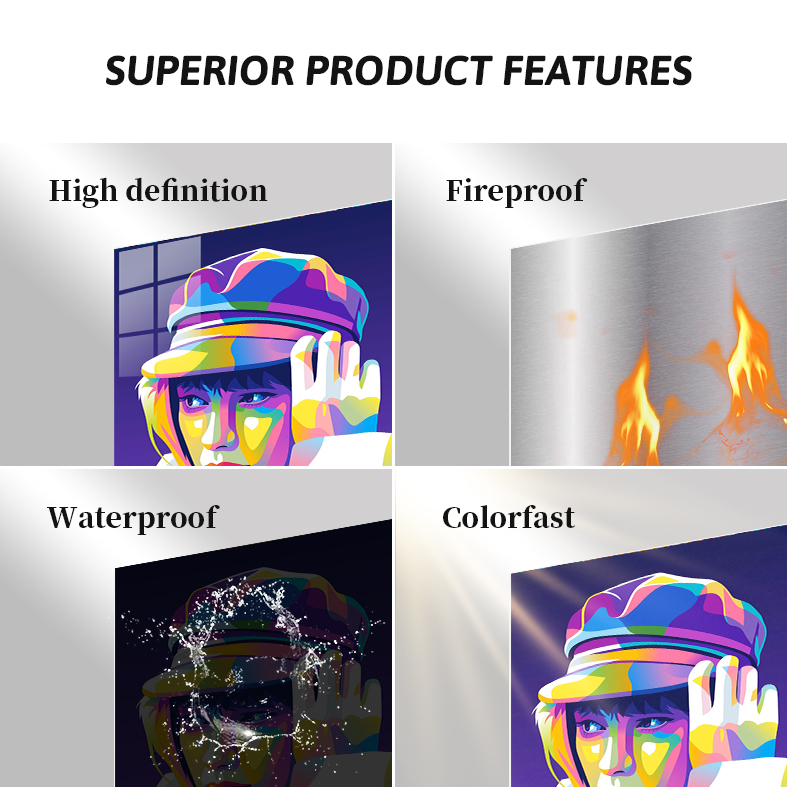 SUPERIOR PRODUCT FEATURES
High definition
Fireproof
Waterproof
Colorfast